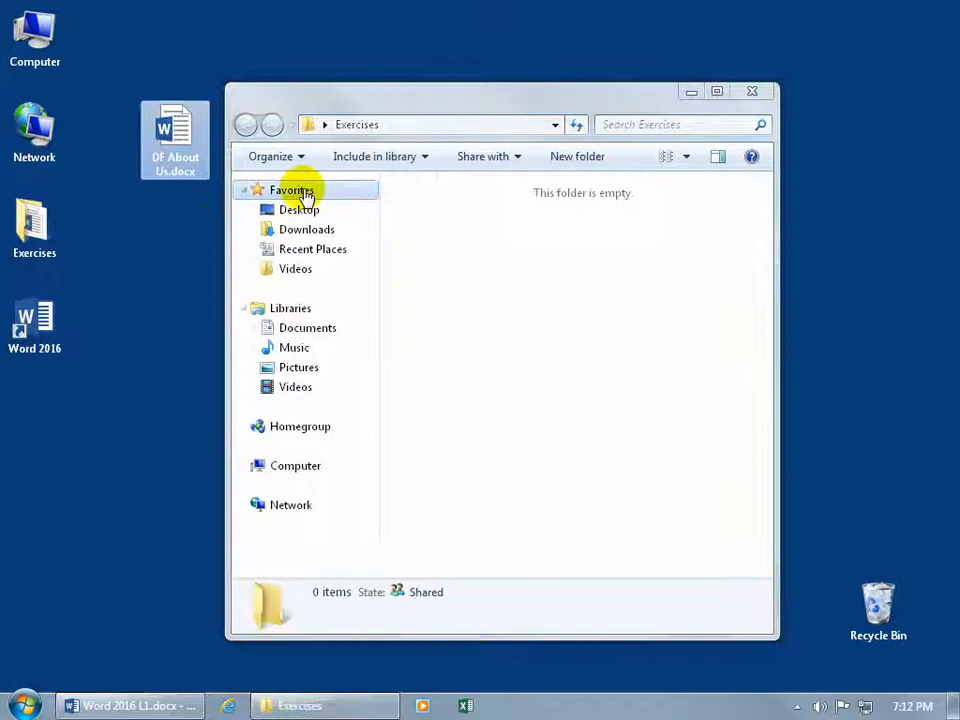 Computer
Network
DF About
Us.docx
Exercises
Word 2016
Exercises
Search Exercises
Organize
Include in library
Share with
New folder
Favorites
Desktop
Downloads
Recent Places
Videos
Libraries
Documents
Music
Pictures
Videos
Homegroup
Computer
Network
This folder is empty.
0 items State: Shared
Recycle Bin
Word 2016 L1.docx - ...
Exercises
7:12 PM